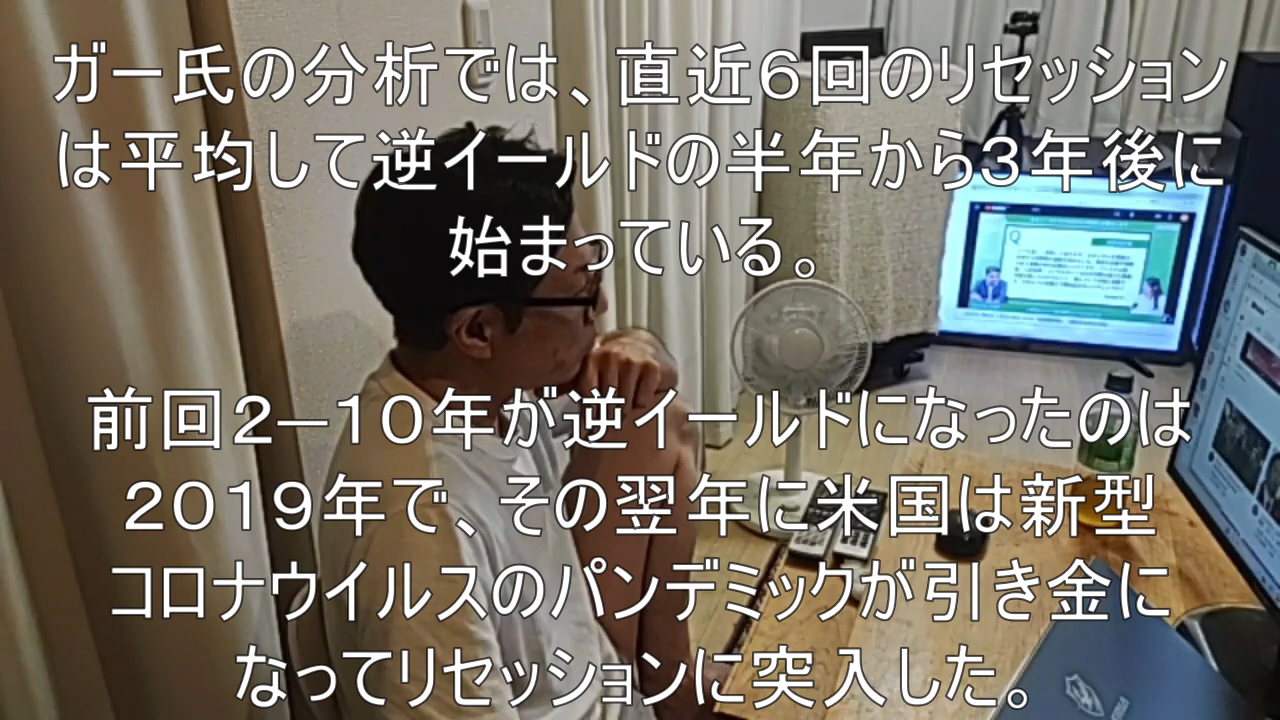 ガー氏の分析では、直近６回のリセッション
は平均して逆イールドの半年から３年後に
始まっている。
前回２－１０年が逆イールドになったのは
２０１９年で、その翌年に米国は新型
コロナウイルスのパンデミックが引き金に
なってリセッションに突入した。